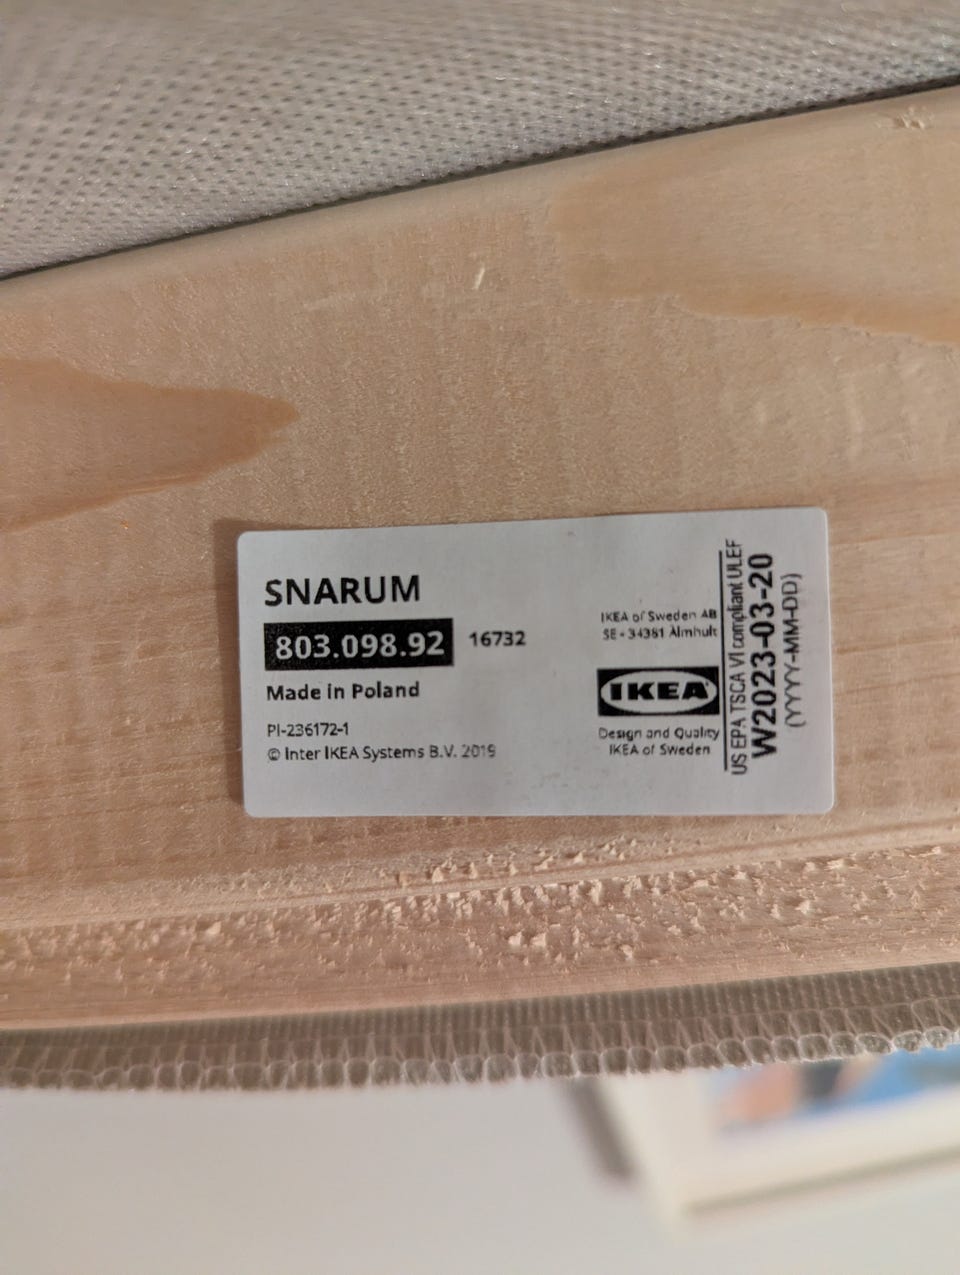 SNARUM
803.098.92 16732
Made in Poland
PI-236172-1
© Inter IKEA Systems B.V. 2019
IKEA of Sweden AB
SE - 34381 Älmhult
IKEA
Design and Quality
IKEA of Sweden
US EPA TSCA VI compliant ULEF
W2023-03-20
(YYYY-MM-DD)